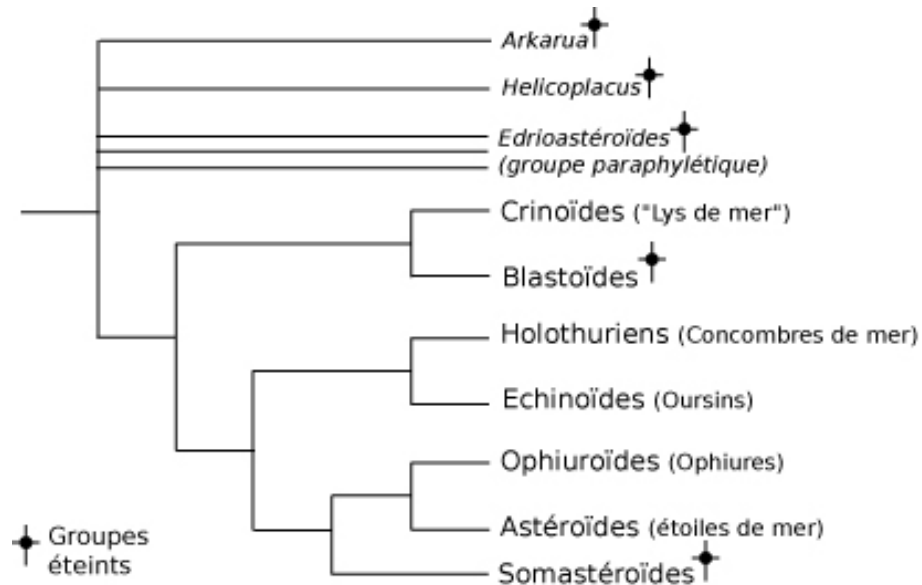 Arkarua
Helicoplacus
Edrioastéroïdes
(groupe paraphylétique)
Crinoïdes ("Lys de mer")
Blastoïdes
Holothuriens (Concombres de mer)
Echinoïdes (Oursins)
Ophiuroïdes (Ophiures)
Astéroïdes (étoiles de mer)
Somastéroïdes
Groupes
éteints